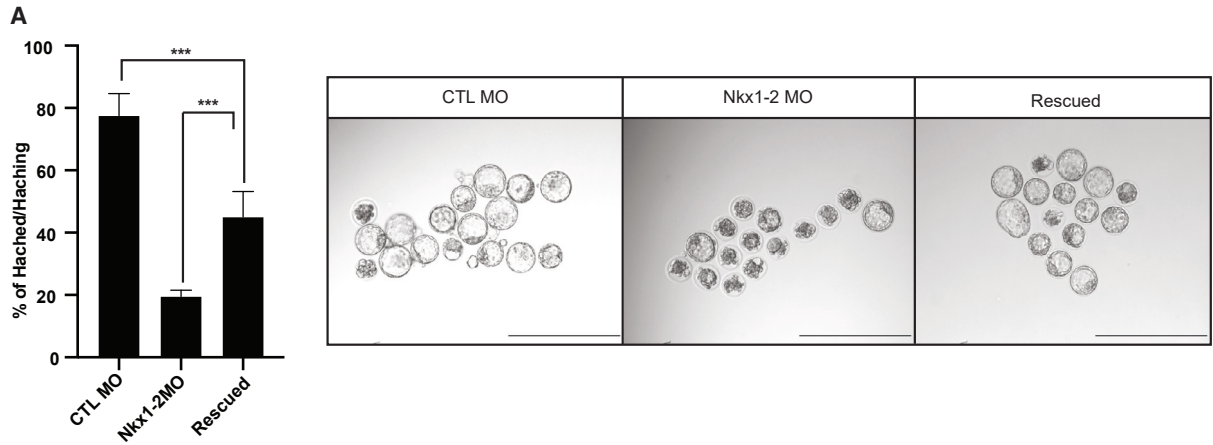 A
% of Hached/Haching
100
80
60
40
20
0
***
***
CTL MO
Nkx1-2MO
Rescued
CTL MO
Nkx1-2 MO
Rescued